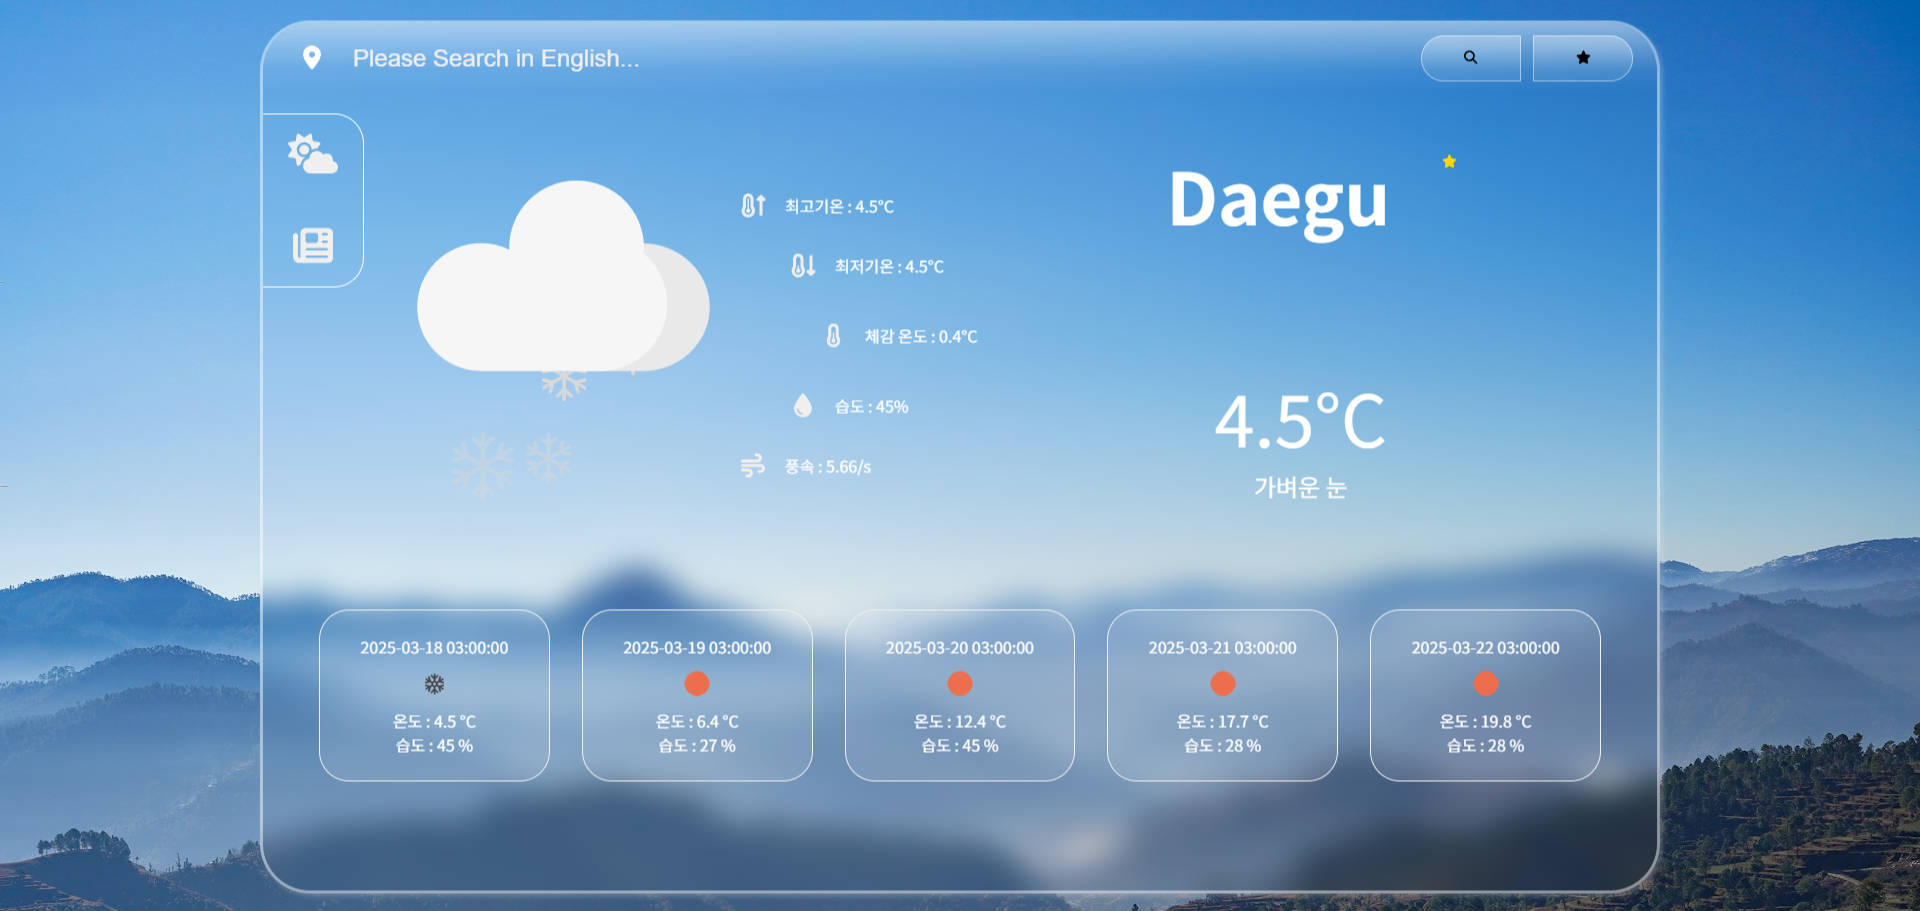 Please Search in English...
최고기온 : 4.5°C
최저기온 : 4.5°C
체감 온도 : 0.4°C
습도 : 45%
풍속 : 5.66/s
Daegu
4.5°C
가벼운 눈
2025-03-18 03:00:00
온도 : 4.5 °C
습도 : 45 %
2025-03-19 03:00:00
온도 : 6.4 °C
습도 : 27 %
2025-03-20 03:00:00
온도 : 12.4 °C
습도 : 45 %
2025-03-21 03:00:00
온도 : 17.7 °C
습도 : 28 %
2025-03-22 03:00:00
온도 : 19.8 °C
습도 : 28 %